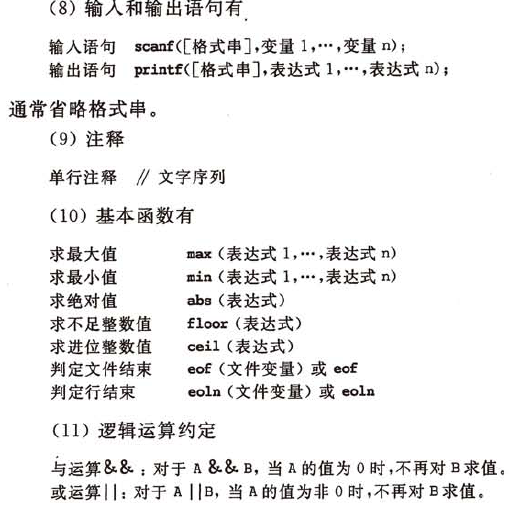 (8) 输入和输出语句有
输入语句 scanf([格式串],变量 1,…,变量 n);
输出语句 printf([格式串],表达式 1,…,表达式 n);
通常省略格式串。
(9) 注释
单行注释 // 文字序列
(10) 基本函数有
求最大值 max (表达式 1,…,表达式 n)
求最小值 min (表达式 1,…,表达式 n)
求绝对值 abs (表达式)
求不足整数值 floor (表达式)
求进位整数值 ceil (表达式)
判定文件结束 eof (文件变量) 或 eof
判定行结束 eoln (文件变量) 或 eoln
(11) 逻辑运算约定
与运算&&:对于 A && B, 当 A 的值为 0 时,不再对 B 求值。
或运算||:对于 A ||B, 当 A 的值为非 0 时,不再对 B 求值。